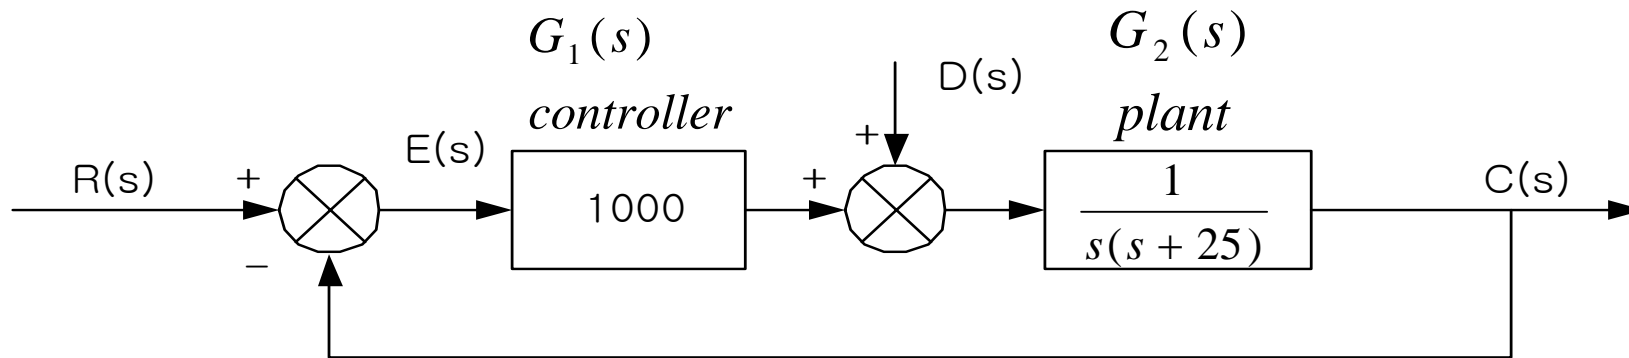 G₁(s)
controller
G₂(s)
plant
D(s)
R(s)
+
−
E(s)
1000
+
+
1
s(s + 25)
C(s)